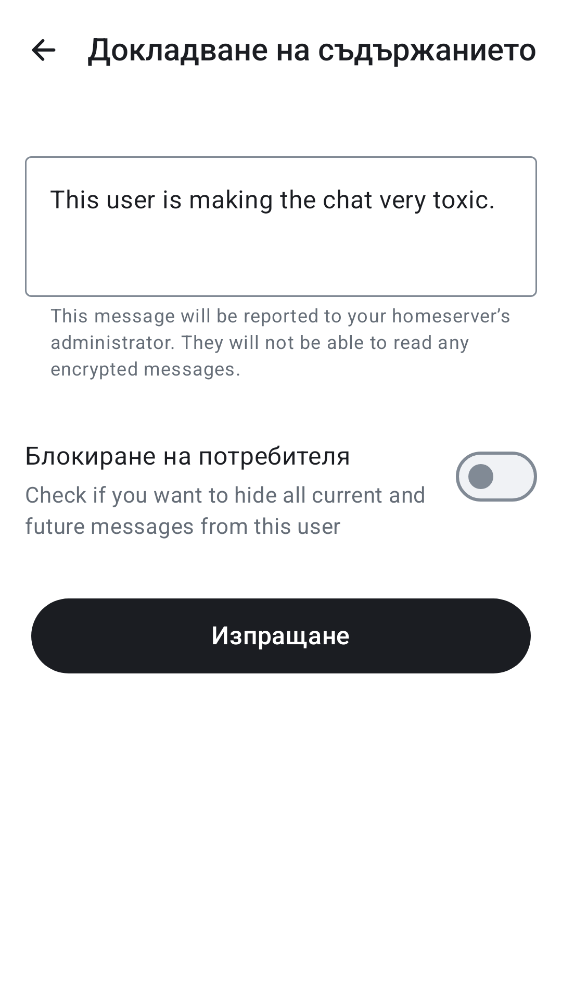 Докладване на съдържанието
This user is making the chat very toxic.
This message will be reported to your homeserver’s
administrator. They will not be able to read any
encrypted messages.
Блокиране на потребителя
Check if you want to hide all current and
future messages from this user
Изпращане